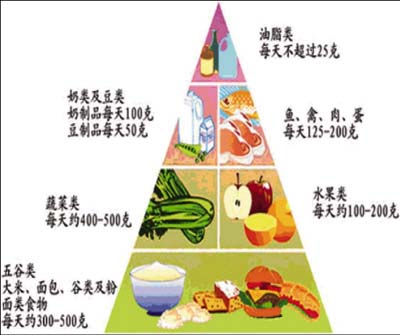 油脂类
每天不超过25克
奶类及豆类
奶制品每天100克
豆制品每天50克
鱼、禽、肉、蛋
每天125-200克
蔬菜类
每天约400-500克
水果类
每天约100-200克
五谷类
大米、面包、谷类及粉
面类食物
每天约300-500克